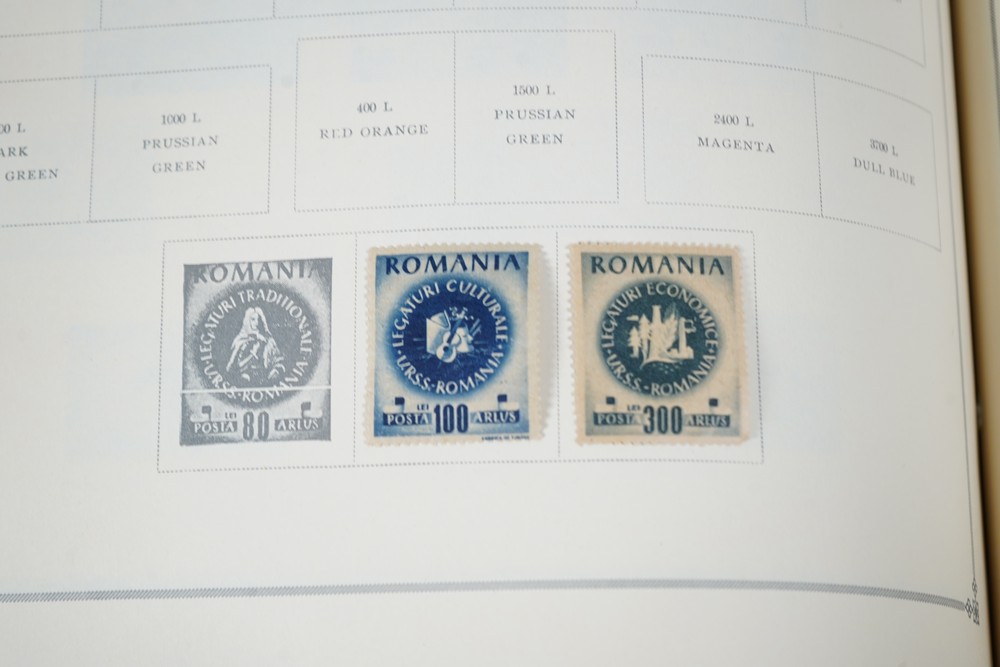 00 L
ARK
GREEN
1000 L
PRUSSIAN
GREEN
400 L
RED ORANGE
1500 L
PRUSSIAN
GREEN
2400 L
MAGENTA
3700 L
DULL BLUE
ROMANIA
LEGATURI TRADITIONALE
U.R.S.S.-ROMANIA
LEI
POSTA 80 ARLUS
ROMANIA
LEGATURI CULTURALE
U.R.S.S.-ROMANIA
LEI
POSTA 100 ARLUS
ROMANIA
LEGATURI ECONOMICE
U.R.S.S.-ROMANIA
LEI
POSTA 300 ARLUS